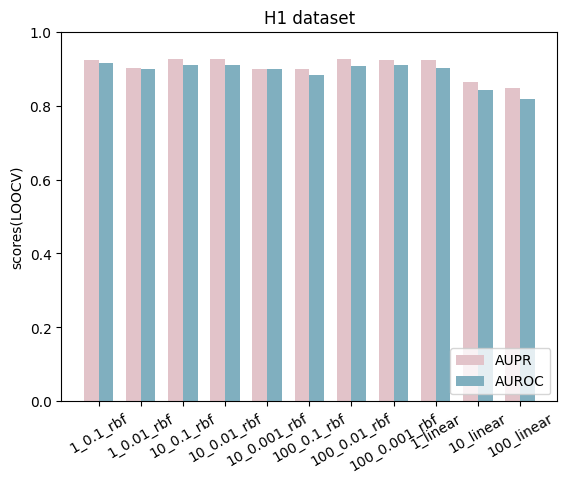 H1 dataset
scores(LOOCV)
1.0
0.8
0.6
0.4
0.2
0.0
AUPR
AUROC
1_0.1_rbf
1_0.01_rbf
10_0.1_rbf
10_0.01_rbf
10_0.001_rbf
100_0.1_rbf
100_0.01_rbf
100_0.001_rbf
1_linear
10_linear
100_linear